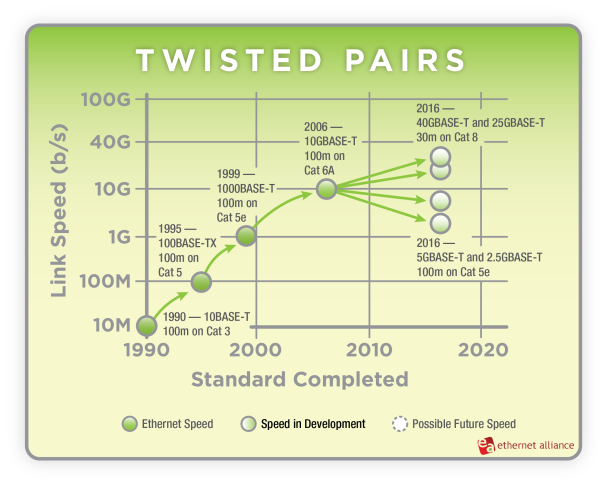 TWISTED PAIRS
100G
40G
10G
1G
100M
10M
Link Speed (b/s)
2016 —
40GBASE-T and 25GBASE-T
30m on Cat 8
2006 —
10GBASE-T
100m on
Cat 6A
1999 —
1000BASE-T
100m on
Cat 5e
1995 —
100BASE-TX
100m on
Cat 5
2016 —
5GBASE-T and 2.5GBASE-T
100m on Cat 5e
1990 — 10BASE-T
100m on Cat 3
1990 2000 2010 2020
Standard Completed
Ethernet Speed Speed in Development Possible Future Speed
ea ethernet alliance